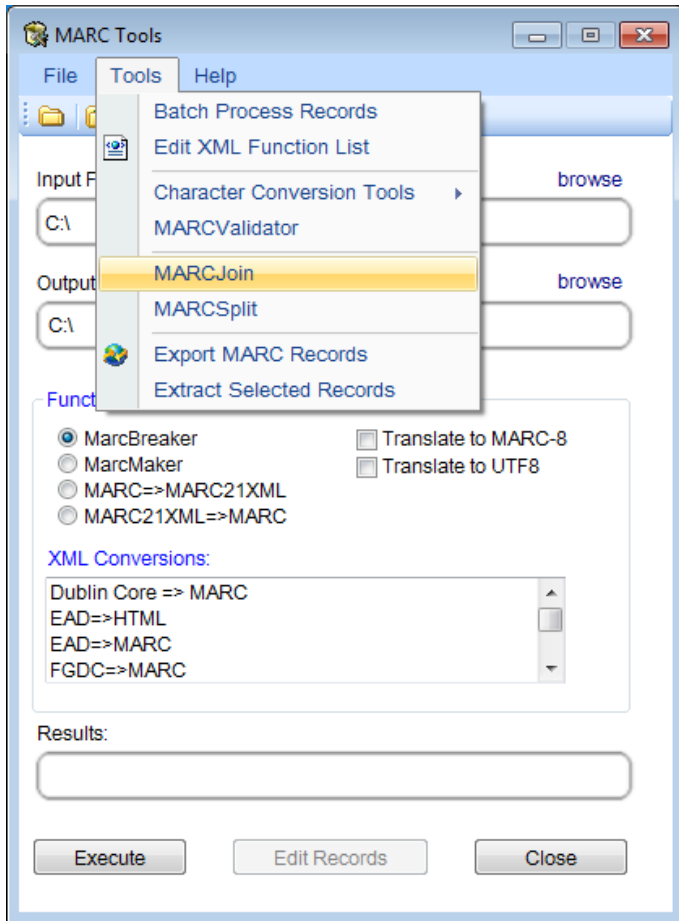 MARC Tools
File Tools Help
Batch Process Records
Edit XML Function List
Input F browse
Character Conversion Tools
C:\
MARCValidator
MARCJoin
Output browse
MARCSplit
C:\
Export MARC Records
Extract Selected Records
Funct
MarcBreaker Translate to MARC-8
MarcMaker Translate to UTF8
MARC=>MARC21XML
MARC21XML=>MARC
XML Conversions:
Dublin Core => MARC
EAD=>HTML
EAD=>MARC
FGDC=>MARC
Results:
Execute Edit Records Close